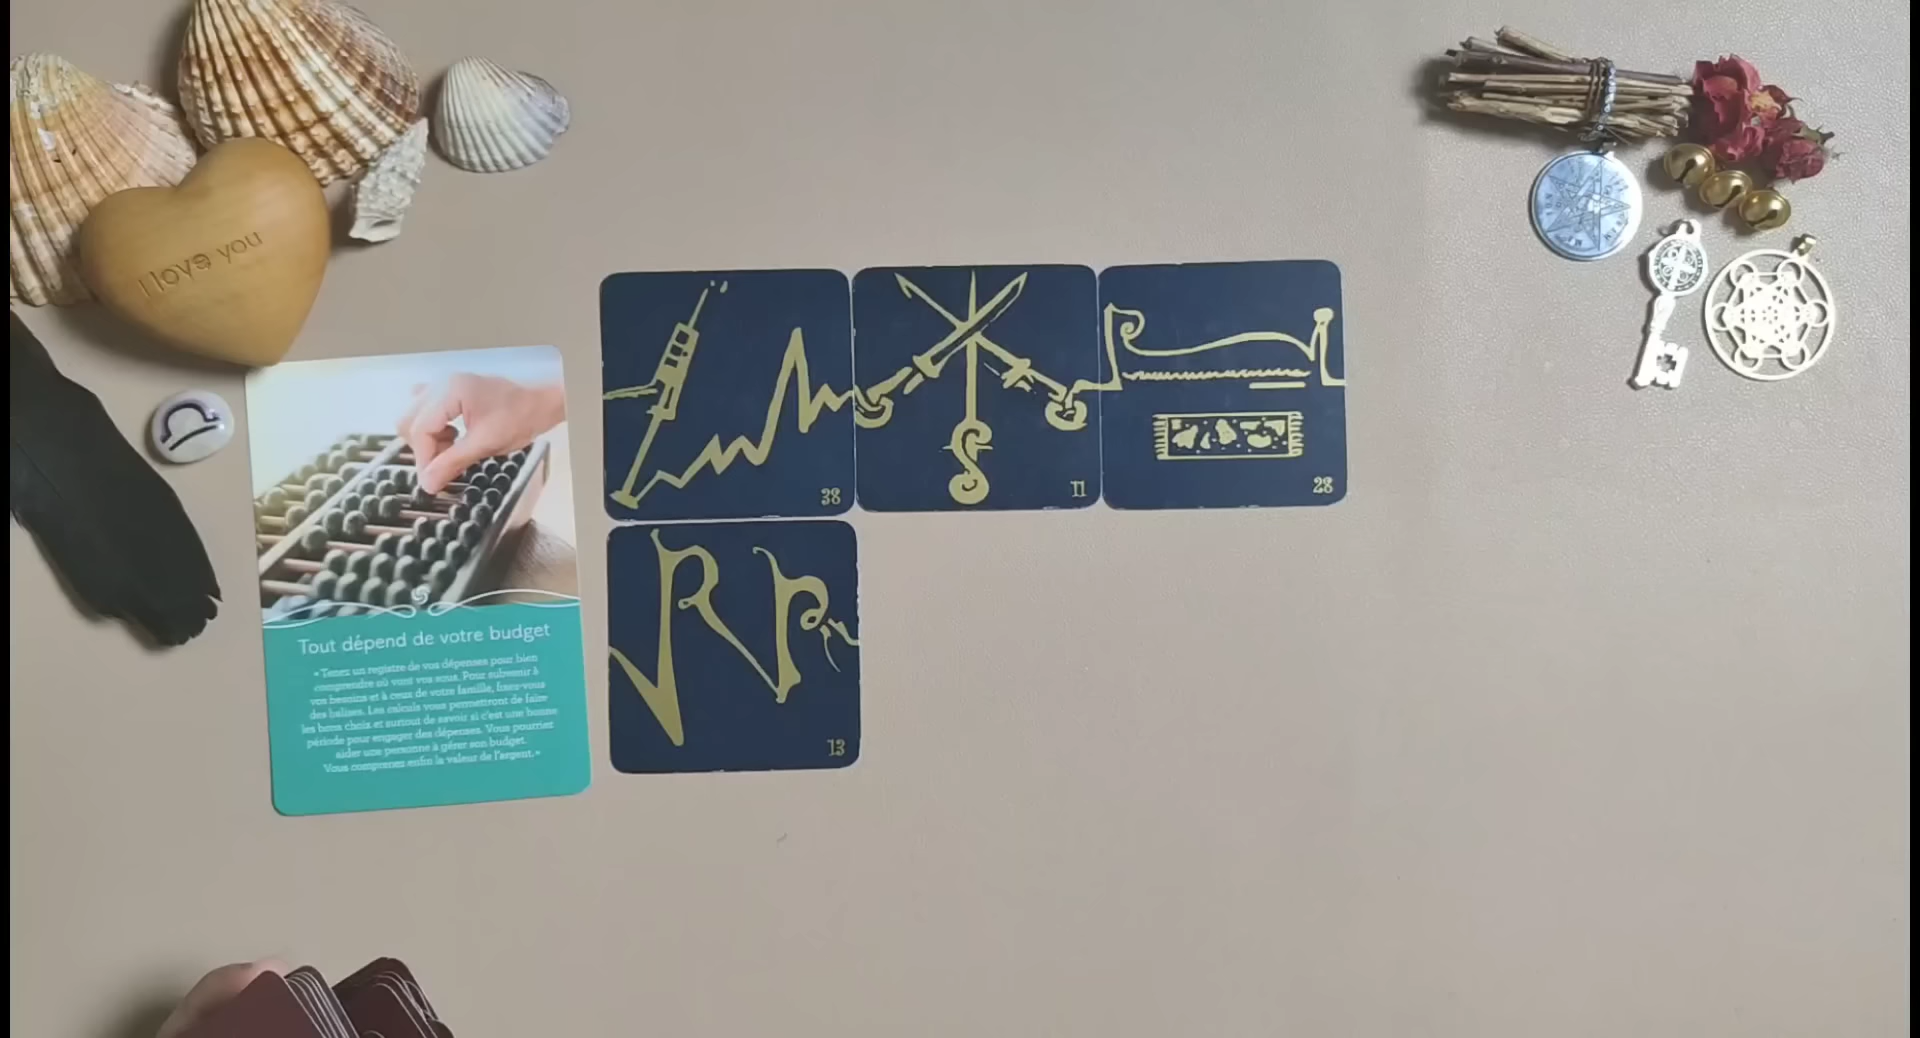 I love you
38
11
28
13
Tout dépend de votre budget
«Tenez un registre de vos dépenses pour bien
comprendre où vont vos sous. Pour subvenir à
vos besoins et à ceux de votre famille, fixez-vous
des balises. Les calculs vous permettront de faire
les bons choix et surtout de savoir si c'est une bonne
période pour engager des dépenses. Vous pourriez
aider une personne à gérer son budget.
Vous comprenez enfin la valeur de l'argent.»